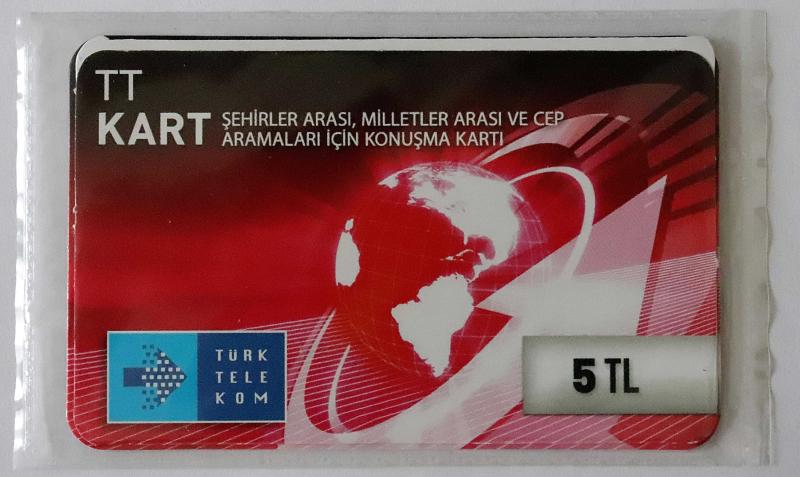 TT
KART
ŞEHİRLER ARASI, MİLLETLER ARASI VE CEP
ARAMALARI İÇİN KONUŞMA KARTI
TÜRK
TELE
KOM
5 TL